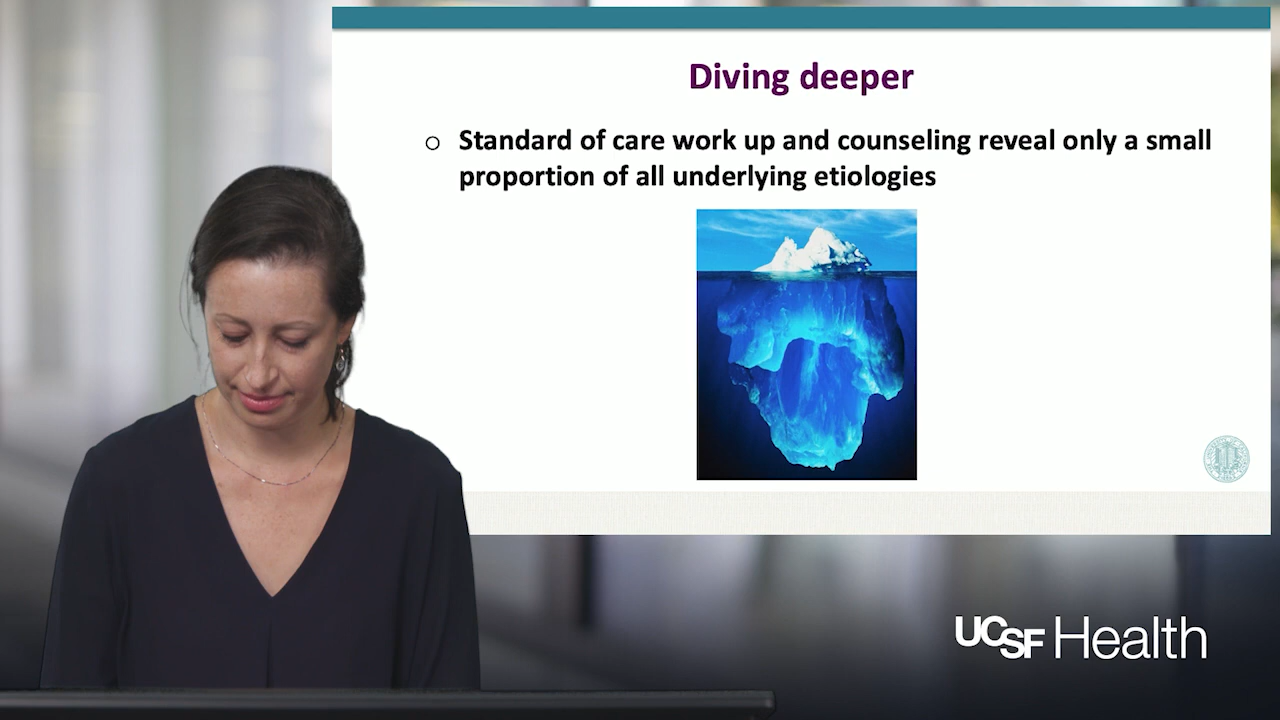 Diving deeper
Standard of care work up and counseling reveal only a small
proportion of all underlying etiologies
UCSF Health